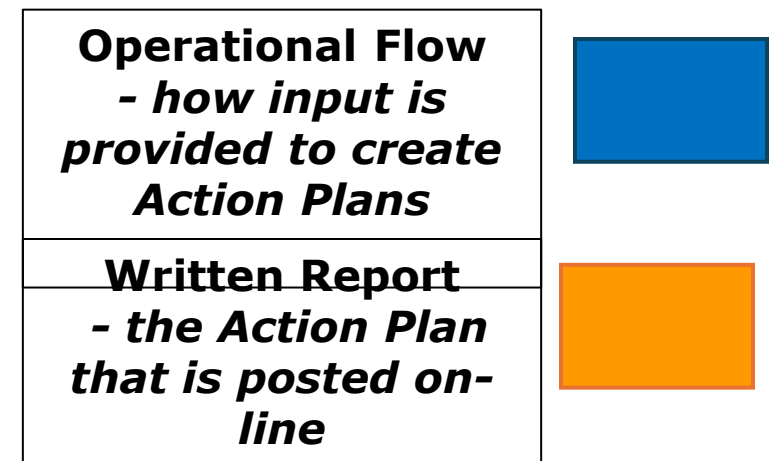 Operational Flow
- how input is
provided to create
Action Plans
Written Report
- the Action Plan
that is posted on-
line